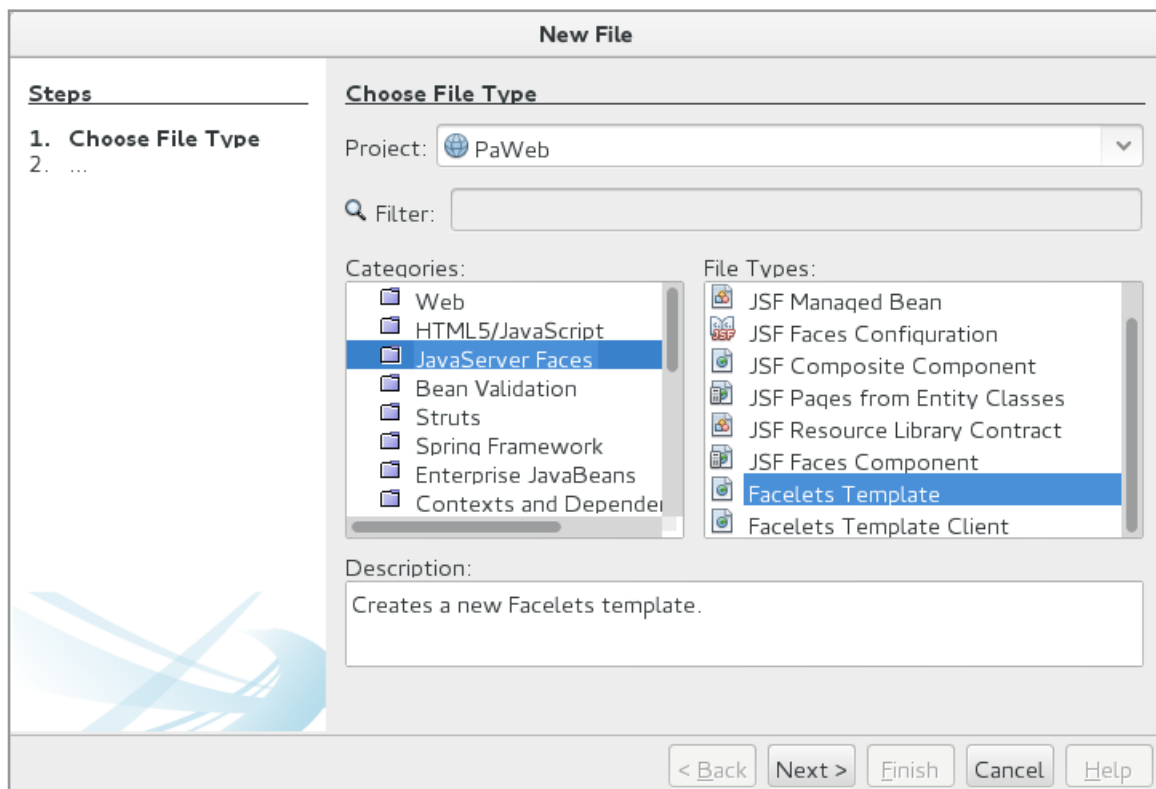 New File
Steps
1. Choose File Type
2. ...
Choose File Type
Project: PaWeb
Filter:
Categories:
Web
HTML5/JavaScript
JavaServer Faces
Bean Validation
Struts
Spring Framework
Enterprise JavaBeans
Contexts and Depender
File Types:
JSF Managed Bean
JSF Faces Configuration
JSF Composite Component
JSF Pages from Entity Classes
JSF Resource Library Contract
JSF Faces Component
Facelets Template
Facelets Template Client
Description:
Creates a new Facelets template.
< Back Next > Finish Cancel Help